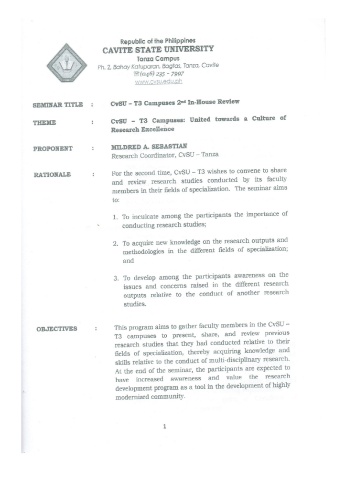 Republic of the Philippines
CAVITE STATE UNIVERSITY
Tanza Campus
Ph. 2, Bahay Katuparan, Bagtas, Tanza, Cavite
www.cvsu.edu.ph
SEMINAR TITLE : CvSU – T3 Campuses 2nd In-House Review
THEME : CvSU – T3 Campuses: United towards a Culture of
Research Excellence
PROPONENT : MILDRED A. SEBASTIAN
Research Coordinator, CvSU – Tanza
RATIONALE : For the second time, CvSU – T3 wishes to convene to share
and review research studies conducted by its faculty
members in their fields of specialization. The seminar aims
to:
1. To inculcate among the participants the importance of
conducting research studies;
2. To acquire new knowledge on the research outputs and
methodologies in the different fields of specialization;
and
3. To develop among the participants awareness on the
issues and concerns raised in the different research
outputs relative to the conduct of another research
studies.
OBJECTIVES : This program aims to gather faculty members in the CvSU –
T3 campuses to present, share, and review previous
research studies that they had conducted relative to their
fields of specialization, thereby acquiring knowledge and
skills relative to the conduct of multi-disciplinary research.
At the end of the seminar, the participants are expected to
have increased awareness and value the research
development program as a tool in the development of highly
modernised community.
1